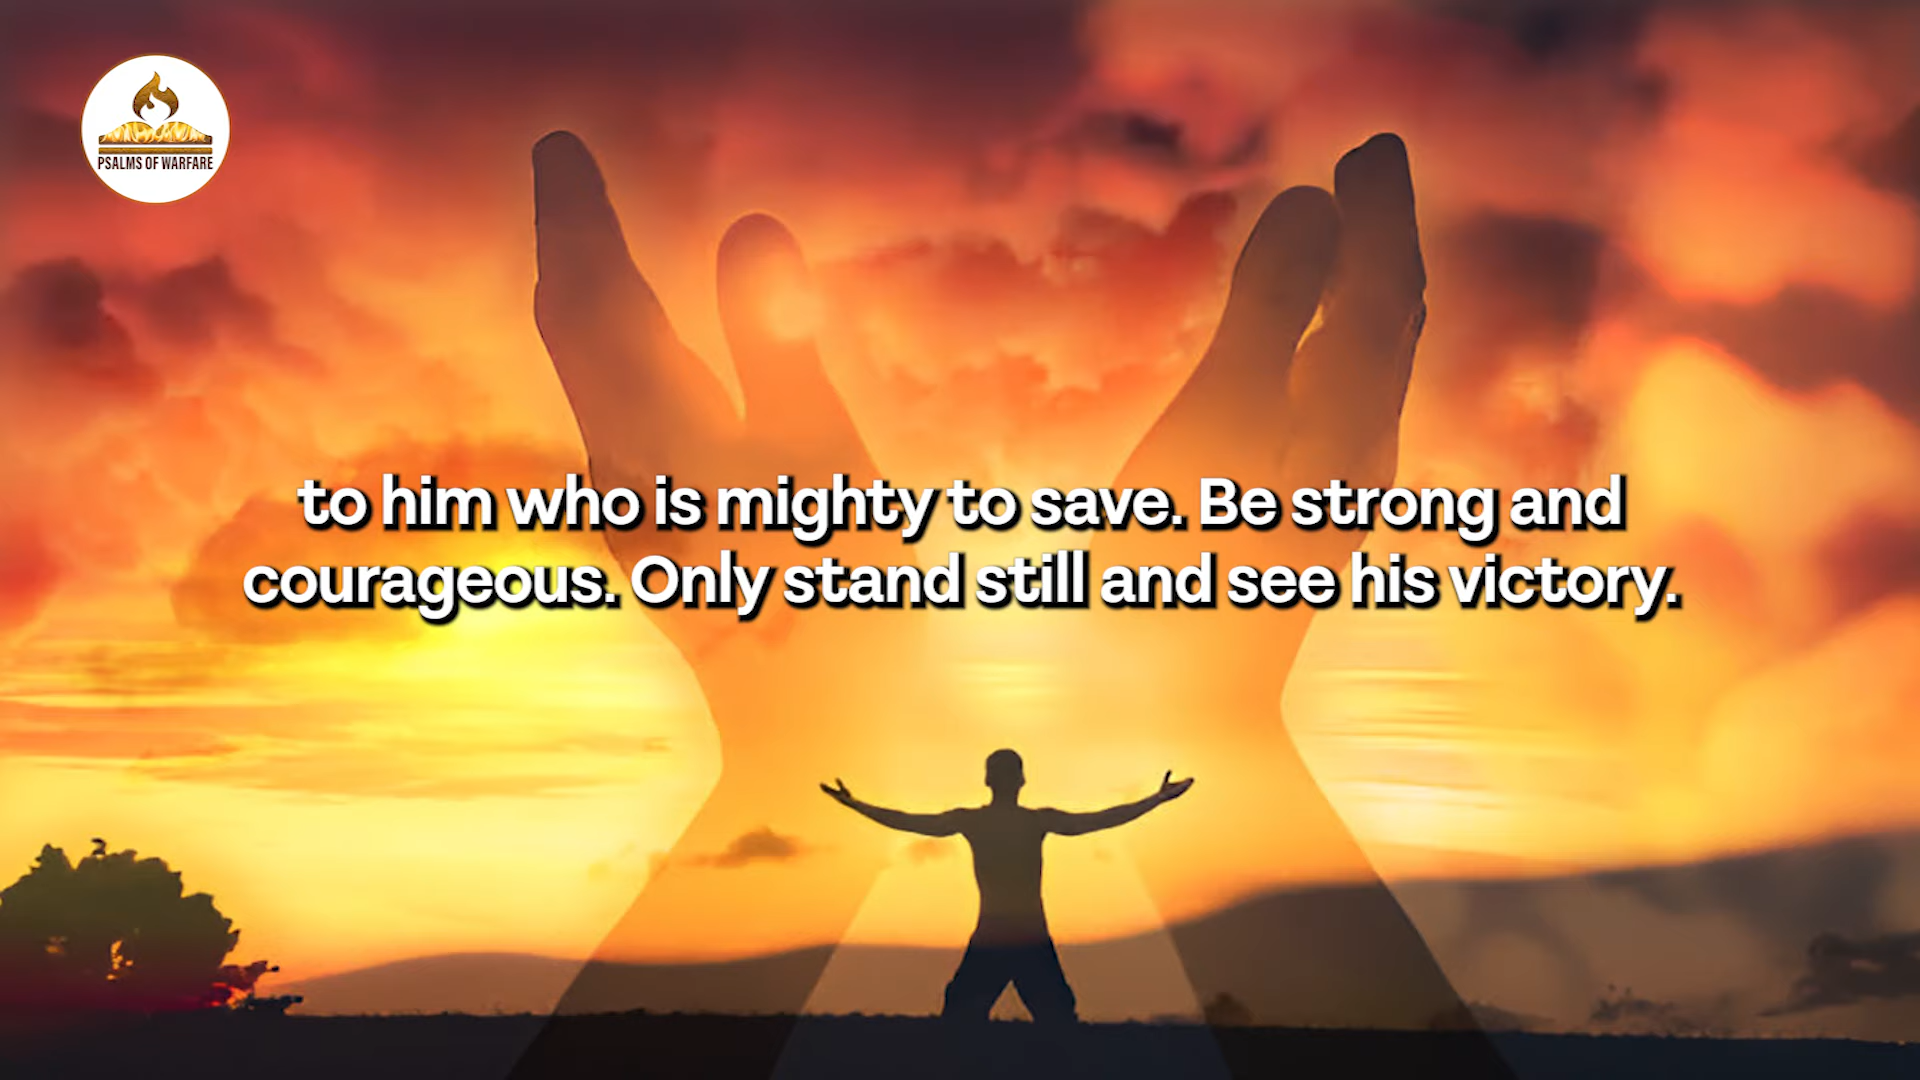 PSALMS OF WARFARE
to him who is mighty to save. Be strong and
courageous. Only stand still and see his victory.